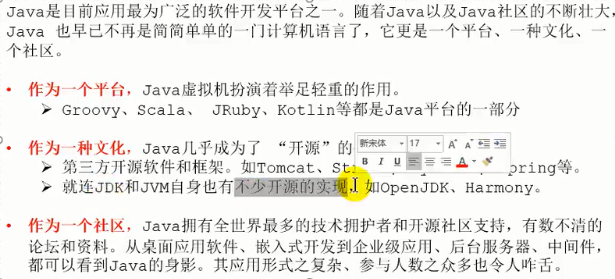 Java是目前应用最为广泛的软件开发平台之一。随着Java以及Java社区的不断壮大,
Java 也早已不再是简简单单的一门计算机语言了，它更是一个平台、一种文化、一
个社区。
• 作为一个平台，Java虚拟机扮演着举足轻重的作用。
➢ Groovy、Scala、 JRuby、Kotlin等都是Java平台的一部分
• 作为一种文化，Java几乎成为了 “开源”的
新宋体 17
B I U A
➢ 第三方开源软件和框架。如Tomcat、St pring等。
➢ 就连JDK和JVM自身也有不少开源的实现，如OpenJDK、Harmony。
• 作为一个社区，Java拥有全世界最多的技术拥护者和开源社区支持，有数不清的
论坛和资料。从桌面应用软件、嵌入式开发到企业级应用、后台服务器、中间件，
都可以看到Java的身影。其应用形式之复杂、参与人数之众多也令人咋舌。